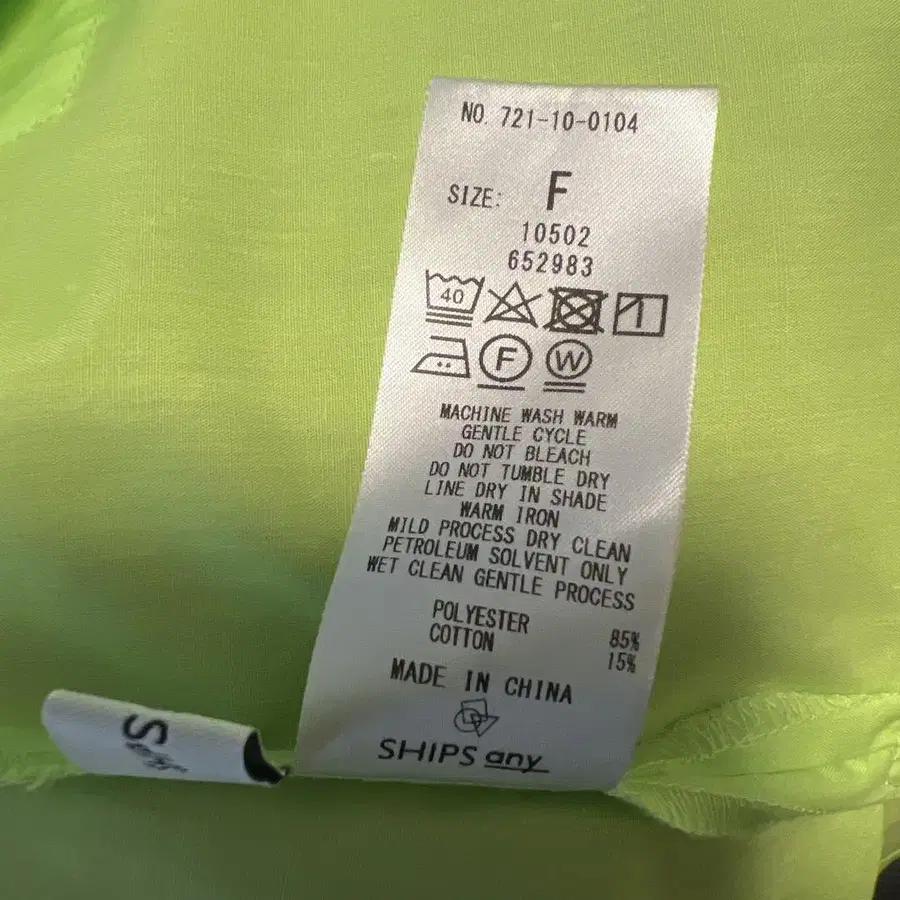 NO. 721-10-0104
SIZE: F
10502
652983
40
F W
MACHINE WASH WARM
GENTLE CYCLE
DO NOT BLEACH
DO NOT TUMBLE DRY
LINE DRY IN SHADE
WARM IRON
MILD PROCESS DRY CLEAN
PETROLEUM SOLVENT ONLY
WET CLEAN GENTLE PROCESS
POLYESTER 85%
COTTON 15%
MADE IN CHINA
SHIPS any
S